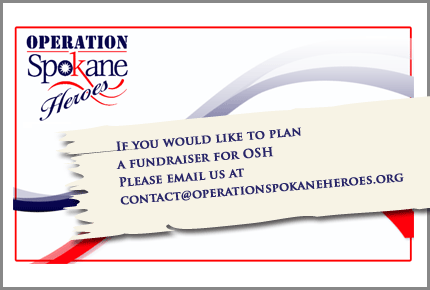 OPERATION
Spokane
Heroes
If you would like to plan
a fundraiser for OSH
Please email us at
contact@operationspokaneheroes.org